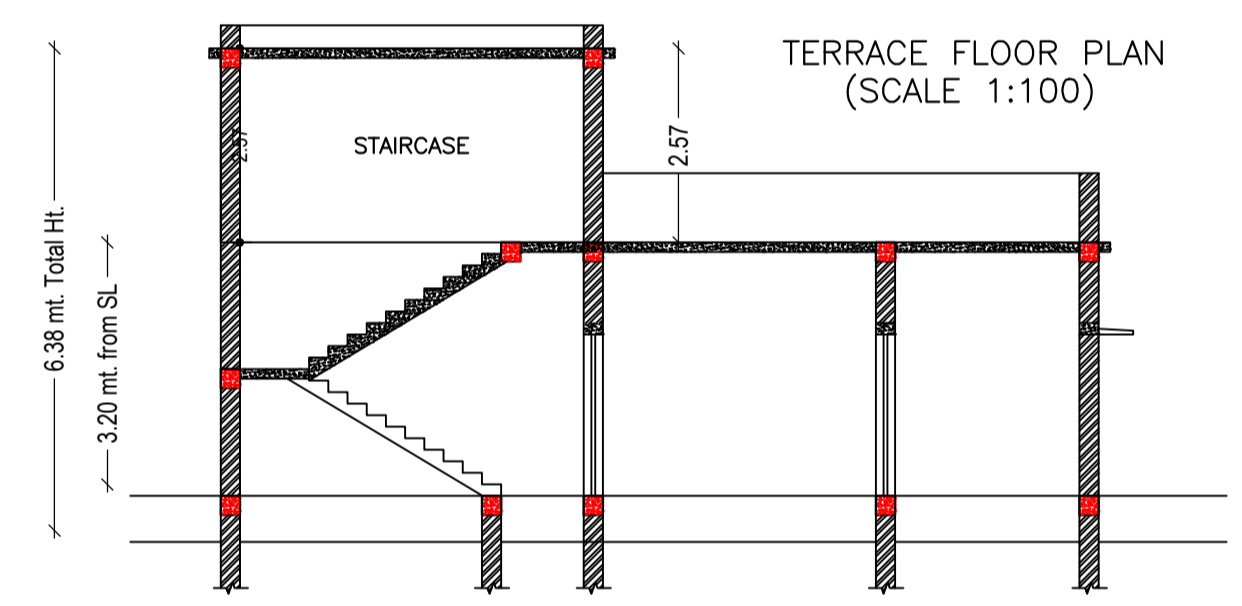 TERRACE FLOOR PLAN
(SCALE 1:100)
STAIRCASE
2.57
2.57
6.38 mt. Total Ht.
3.20 mt. from SL